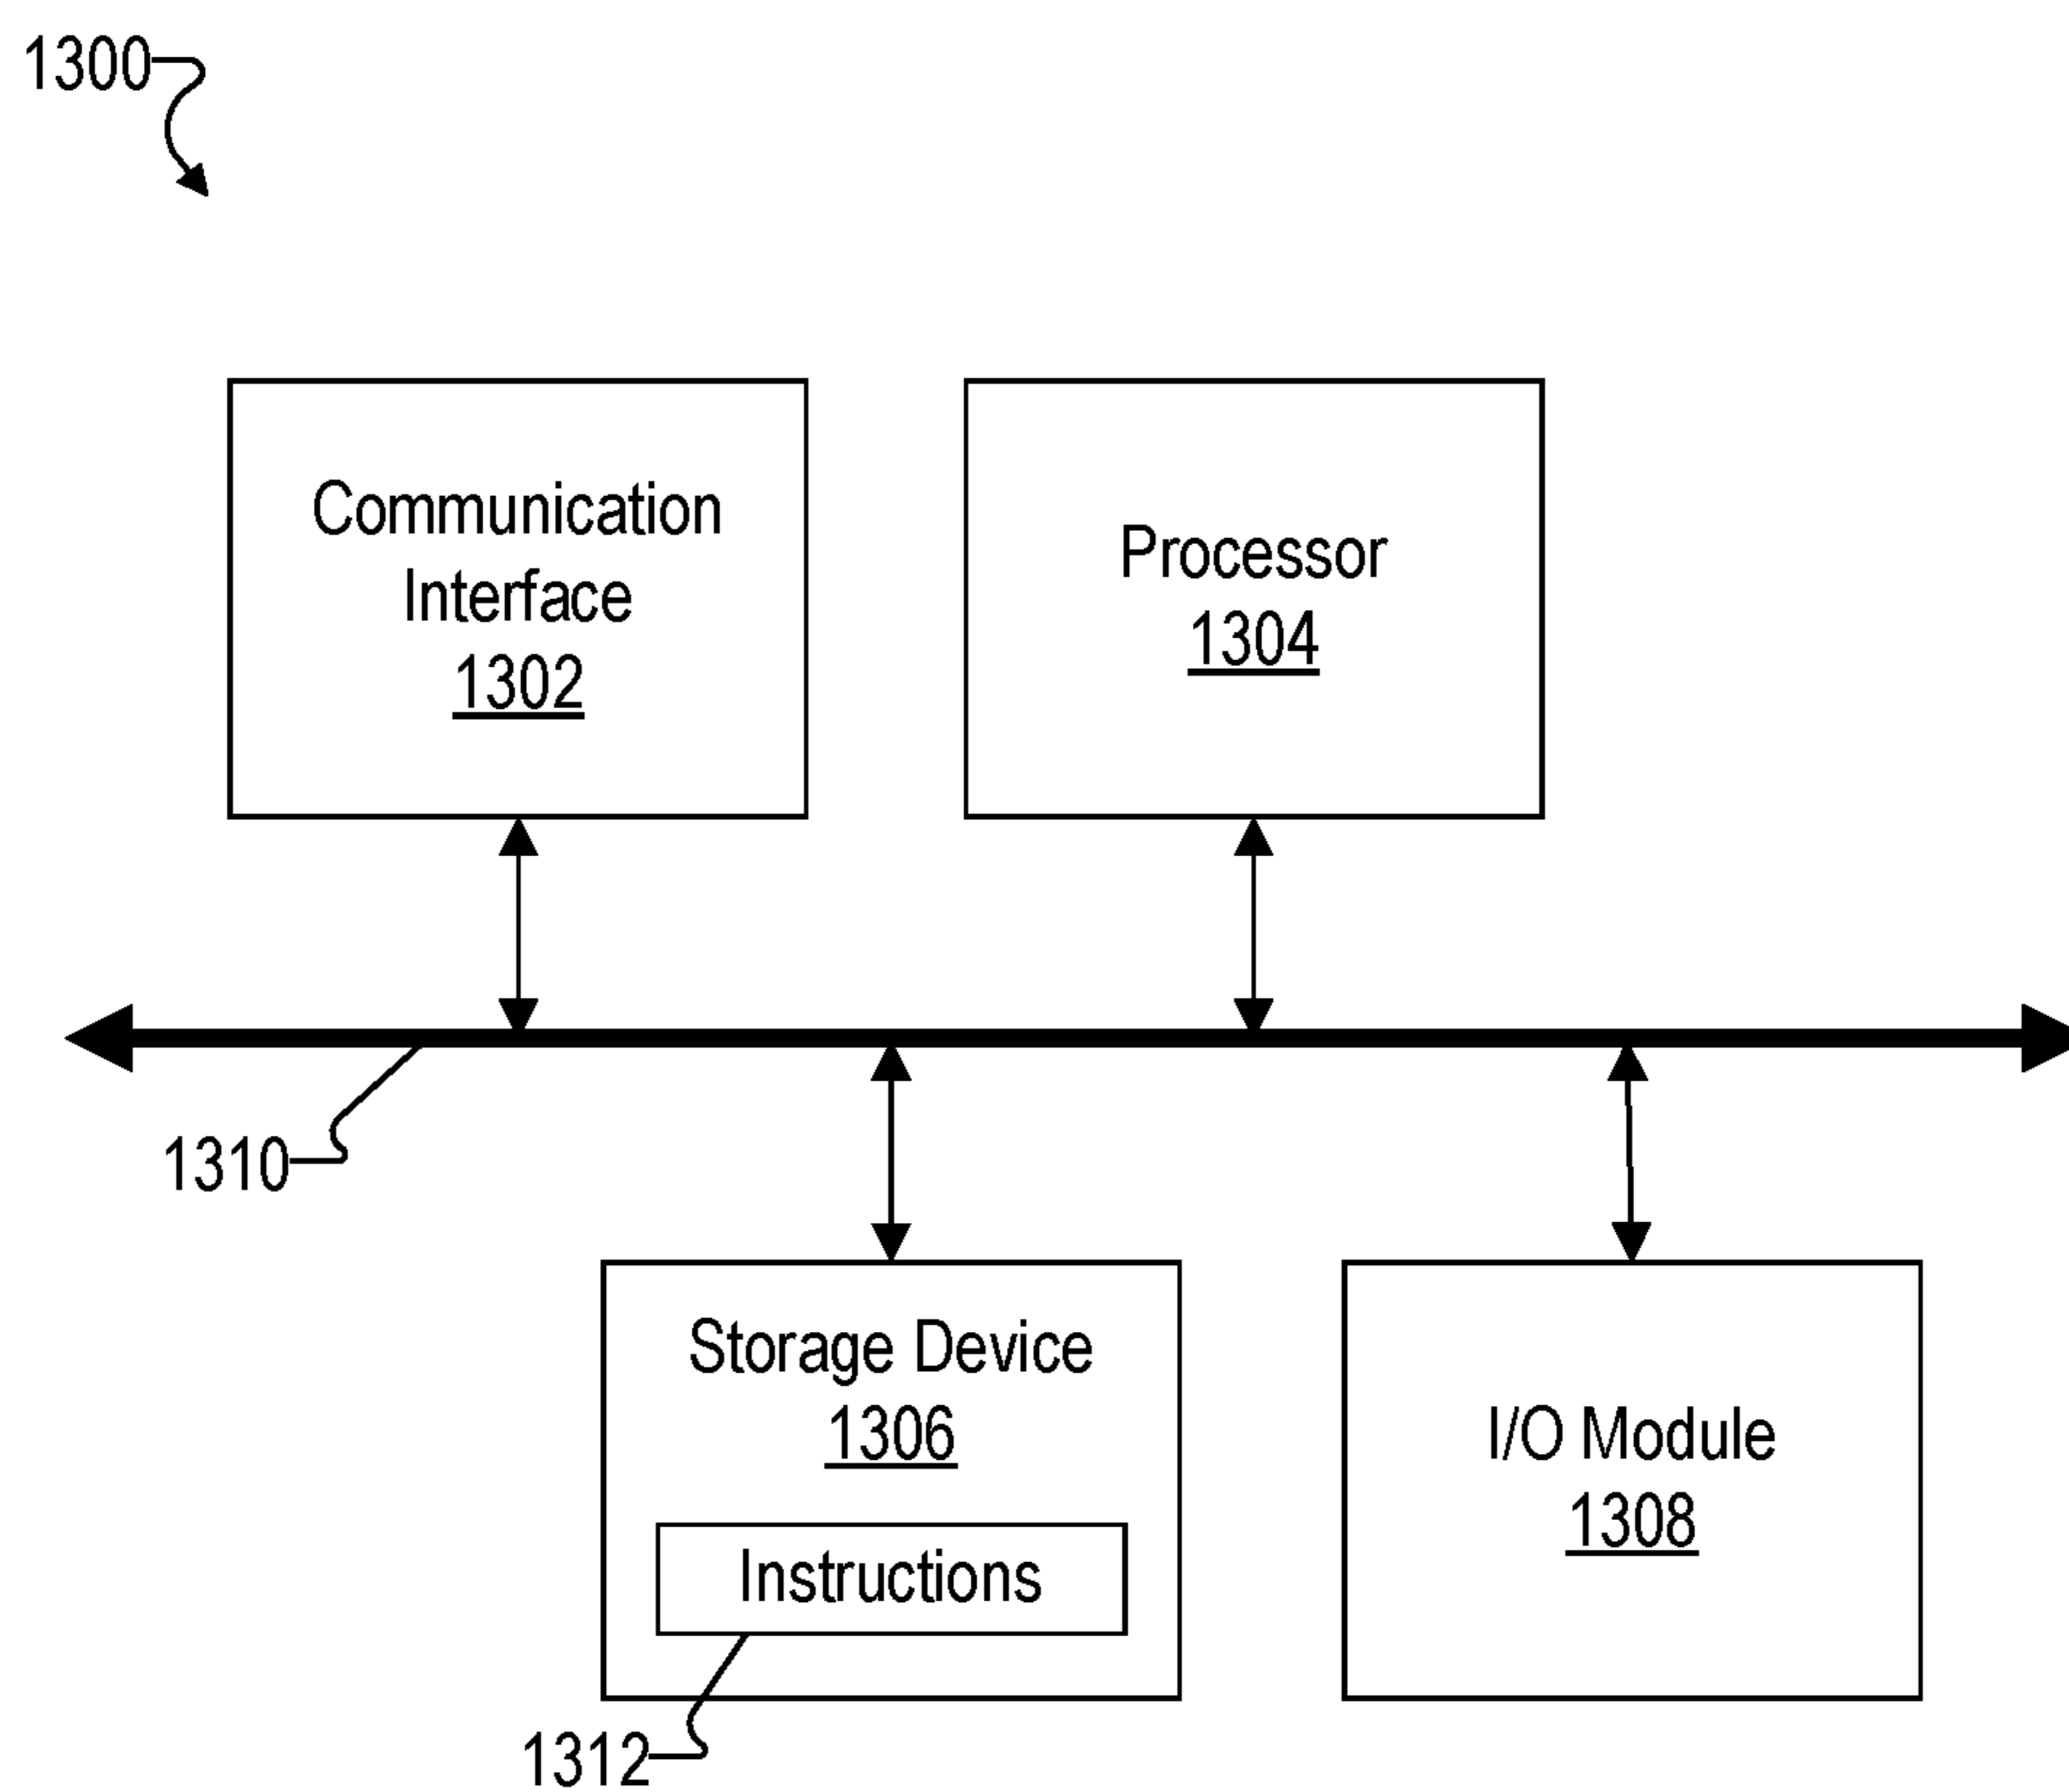 1300
Communication
Interface
1302
Processor
1304
1310
Storage Device
1306
Instructions
1312
I/O Module
1308